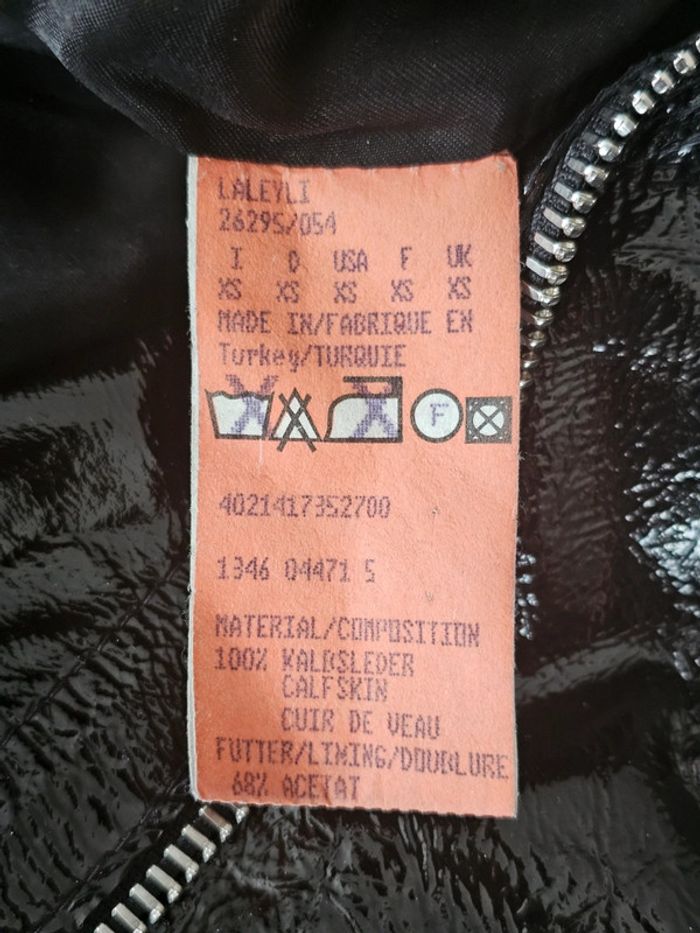 LALEYLI
26295/054
I D USA F UK
XS XS XS XS XS
MADE IN/FABRIQUE EN
Turkey/TURQUIE
F
4021417352700
1346 04471 5
MATERIAL/COMPOSITION
100% KALBSLEDER
CALFSKIN
CUIR DE VEAU
FUTTER/LINING/DOUBLURE
68% ACETAT